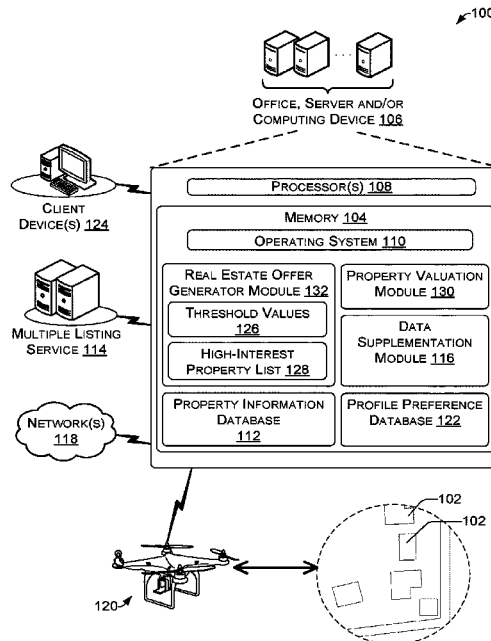 100
OFFICE, SERVER AND/OR
COMPUTING DEVICE 106
PROCESSOR(S) 108
MEMORY 104
OPERATING SYSTEM 110
CLIENT
DEVICE(S) 124
REAL ESTATE OFFER
GENERATOR MODULE 132
THRESHOLD VALUES
126
HIGH-INTEREST
PROPERTY LIST 128
PROPERTY VALUATION
MODULE 130
DATA
SUPPLEMENTATION
MODULE 116
MULTIPLE LISTING
SERVICE 114
PROPERTY INFORMATION
DATABASE
112
PROFILE PREFERENCE
DATABASE 122
NETWORK(S)
118
102
102
120